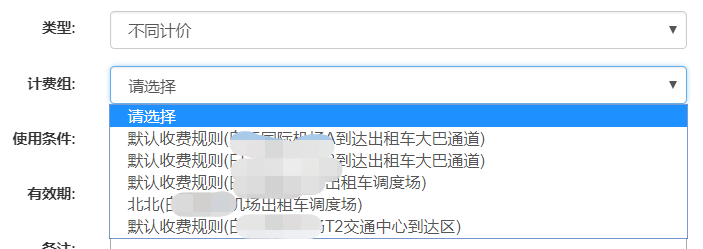 类型: 不同计价
计费组: 请选择
请选择
使用条件: 默认收费规则(国际机场A到达出租车大巴通道)
默认收费规则(到达出租车大巴通道)
有效期: 默认收费规则(出租车调度场)
北北(机场出租车调度场)
默认收费规则(T2交通中心到达区)
备注: